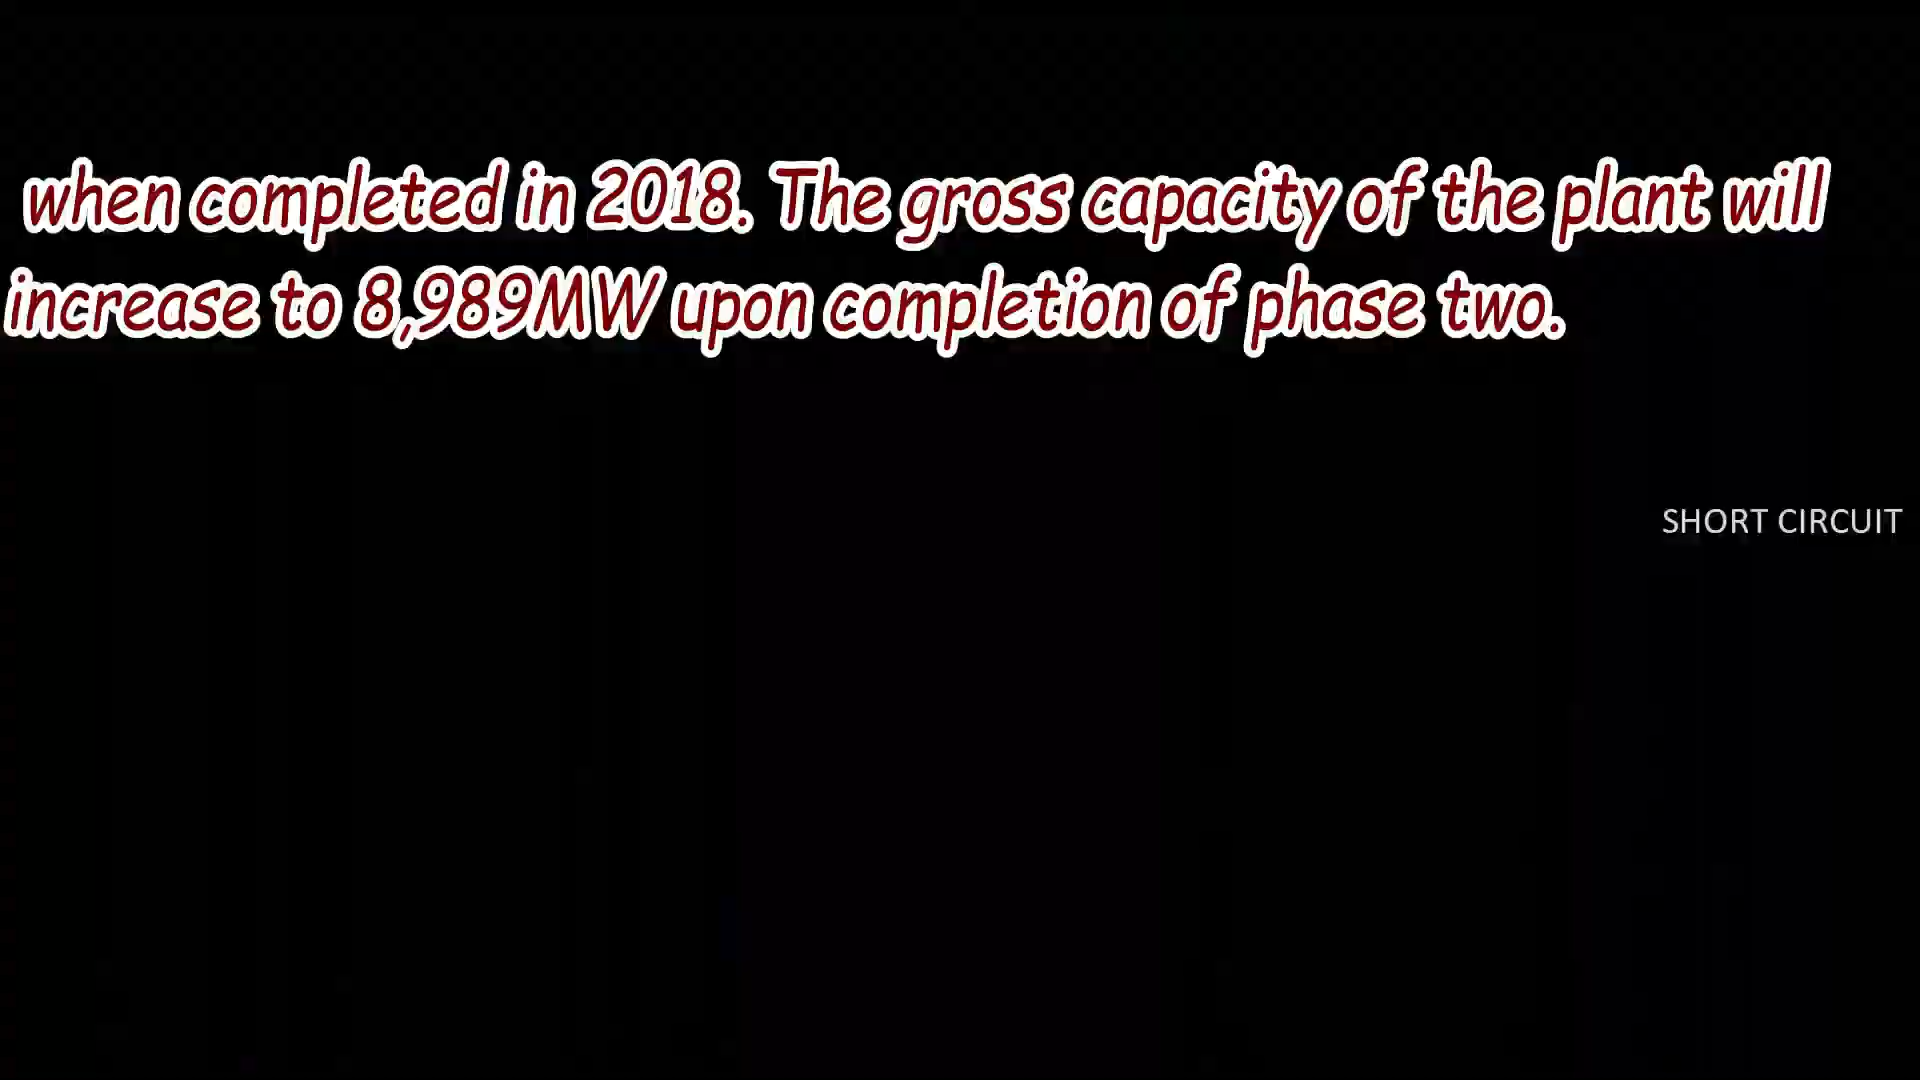 when completed in 2018. The gross capacity of the plant will
increase to 8,989MW upon completion of phase two.
SHORT CIRCUIT